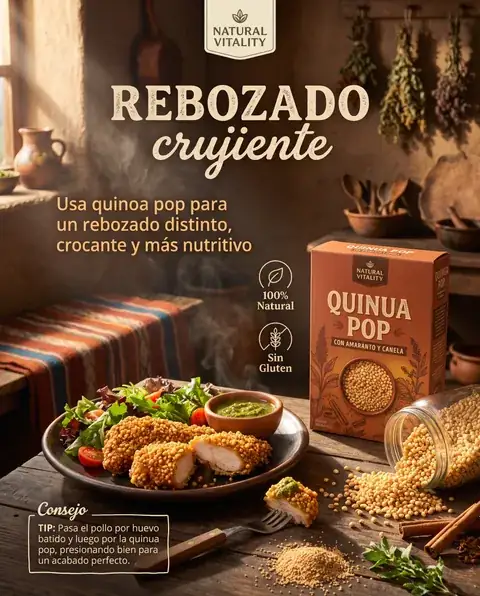 NATURAL
VITALITY
REBOZADO
crujiente
Usa quinoa pop para
un rebozado distinto,
crocante y más nutritivo
100%
Natural
Sin
Gluten
NATURAL
VITALITY
QUINUA
POP
CON AMARANTO Y CANELA
Consejo
TIP: Pasa el pollo por huevo
batido y luego por la quinua
pop, presionando bien para
un acabado perfecto.